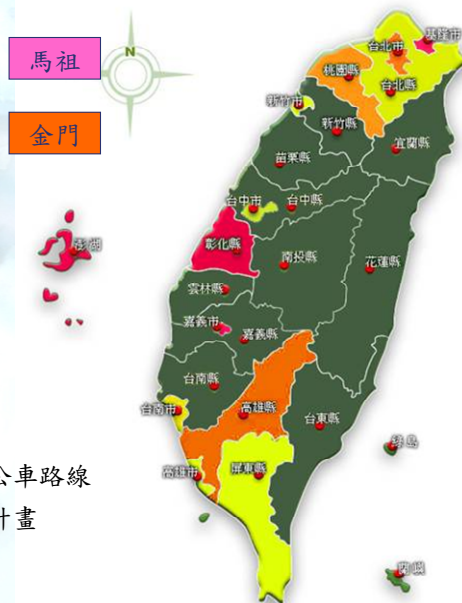 馬祖
金門
N
基隆市
台北市
桃園縣
台北縣
新竹市
新竹縣
宜蘭縣
苗栗縣
台中市
台中縣
澎湖
彰化縣
南投縣
花蓮縣
雲林縣
嘉義市
嘉義縣
台南縣
台南市
高雄縣
台東縣
綠島
高雄市
屏東縣
公車路線
計畫
蘭嶼